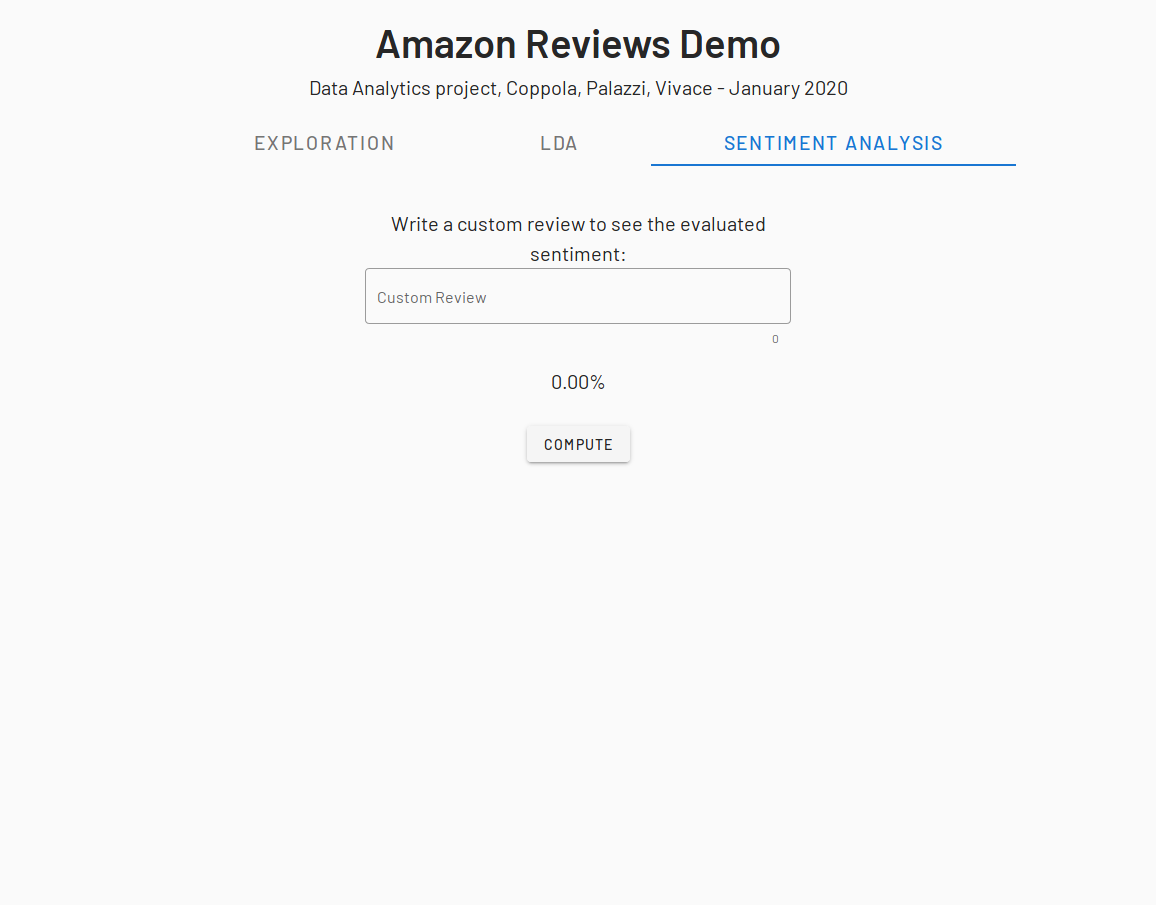 Amazon Reviews Demo
Data Analytics project, Coppola, Palazzi, Vivace - January 2020
EXPLORATION LDA SENTIMENT ANALYSIS
Write a custom review to see the evaluated
sentiment:
Custom Review
0
0.00%
COMPUTE